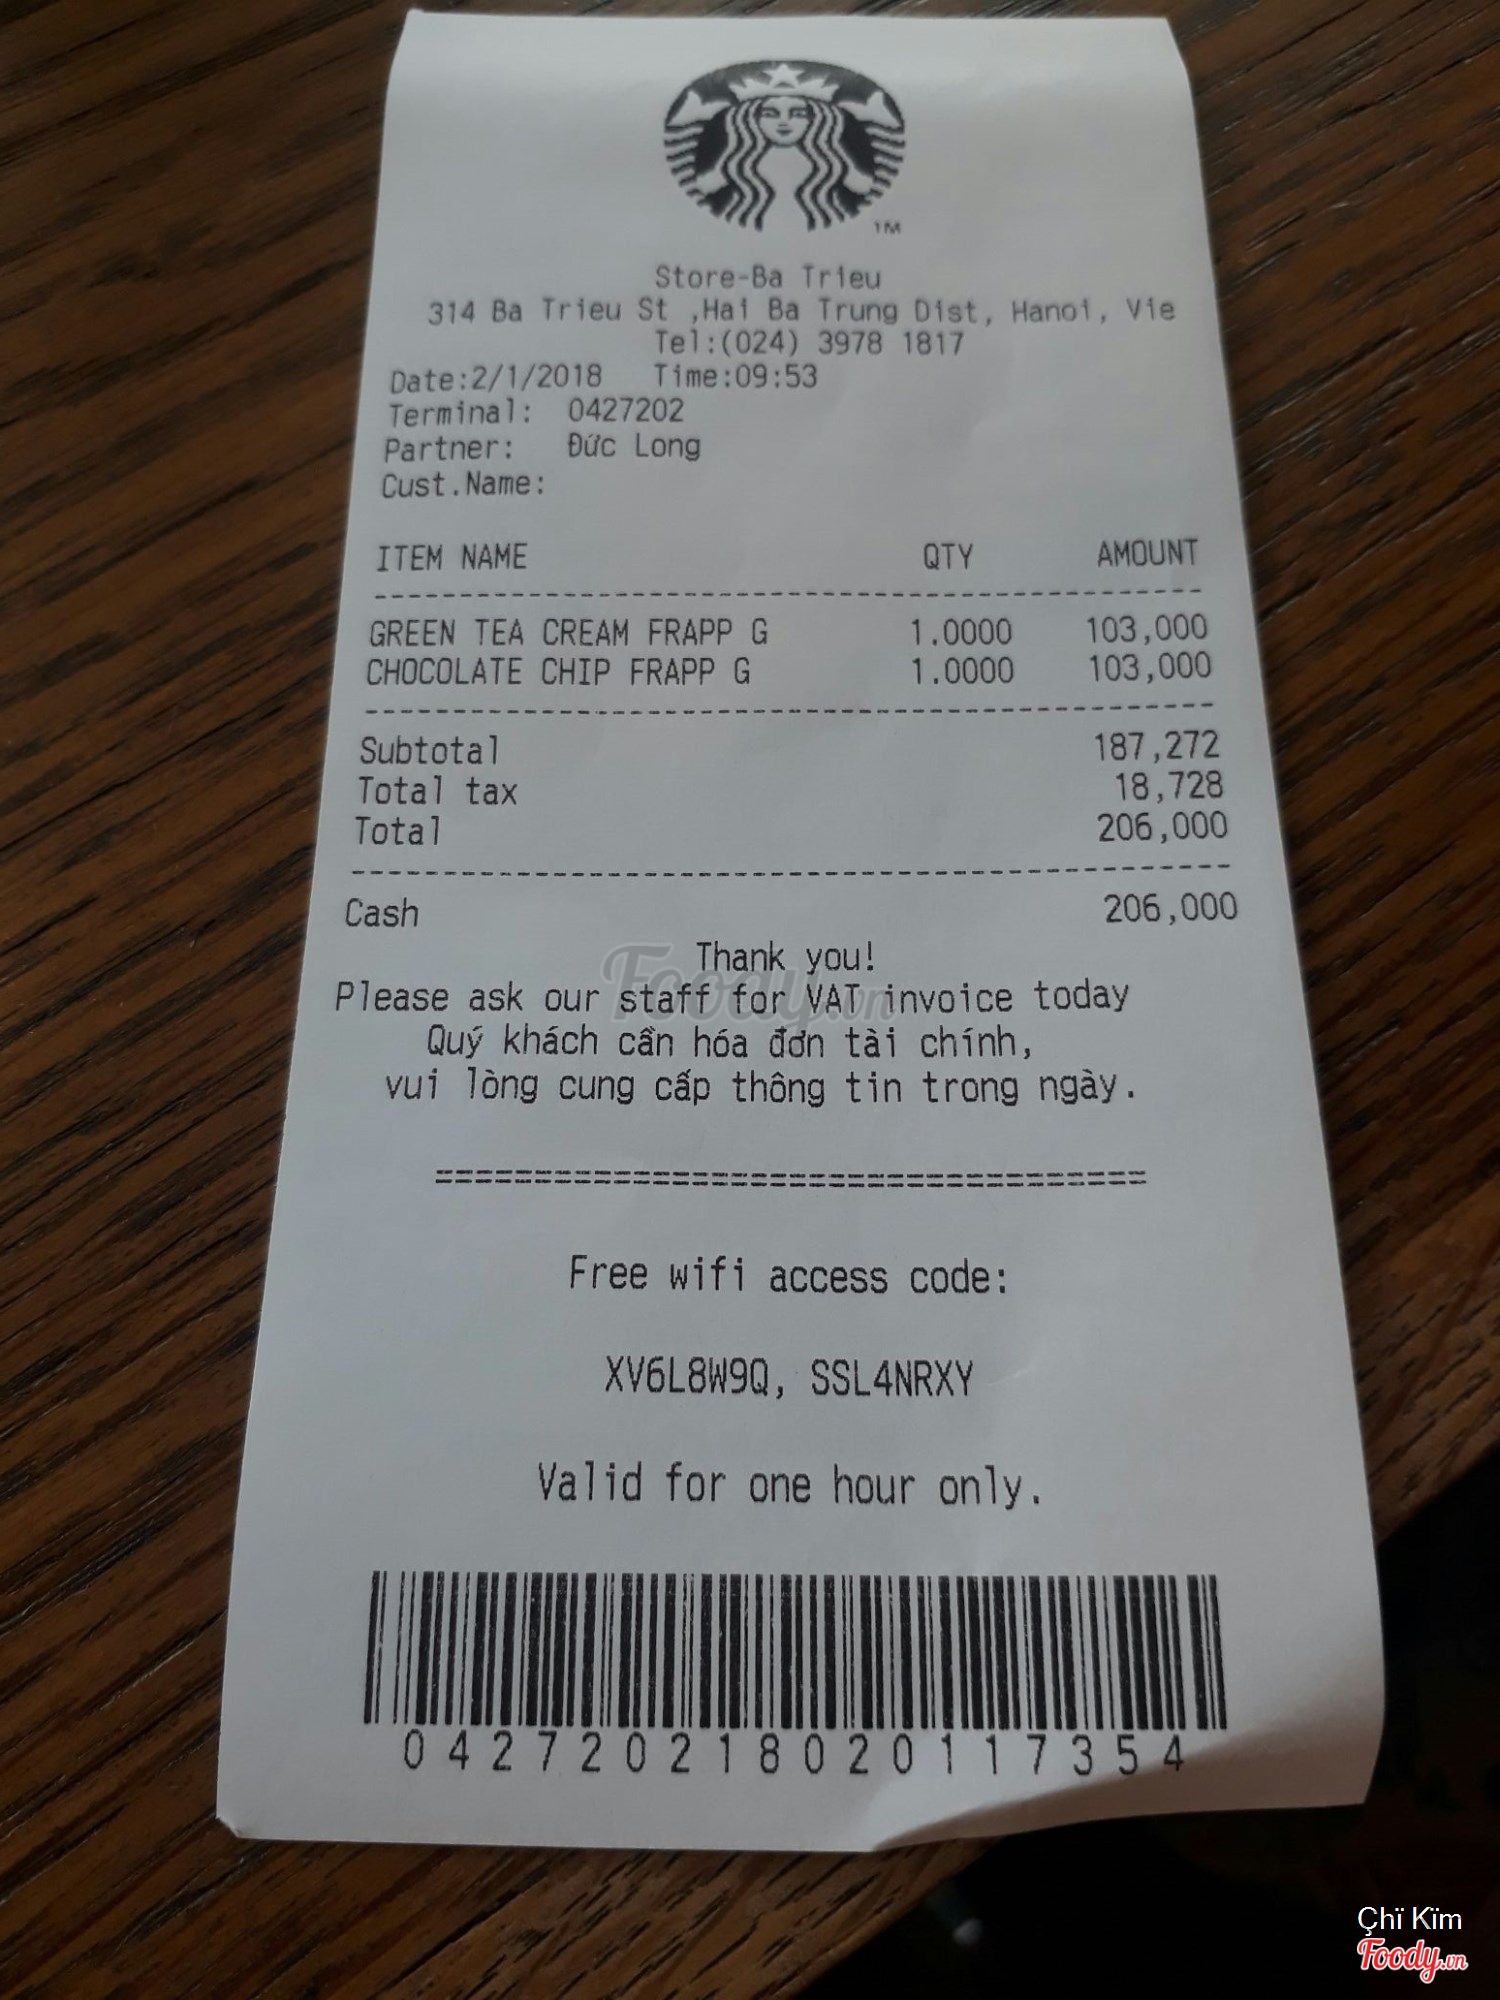 TM
Store-Ba Trieu
314 Ba Trieu St ,Hai Ba Trung Dist, Hanoi, Vie
Tel:(024) 3978 1817
Date:2/1/2018 Time:09:53
Terminal: 0427202
Partner: Đức Long
Cust.Name:
ITEM NAME QTY AMOUNT
GREEN TEA CREAM FRAPP G 1.0000 103,000
CHOCOLATE CHIP FRAPP G 1.0000 103,000
Subtotal 187,272
Total tax 18,728
Total 206,000
Cash 206,000
Thank you!
Foody.vn
Please ask our staff for VAT invoice today
Quý khách cần hóa đơn tài chính,
vui lòng cung cấp thông tin trong ngày.
Free wifi access code:
XV6L8W9Q, SSL4NRXY
Valid for one hour only.
042720218020117354
Çhï Kïm
Foody.vn